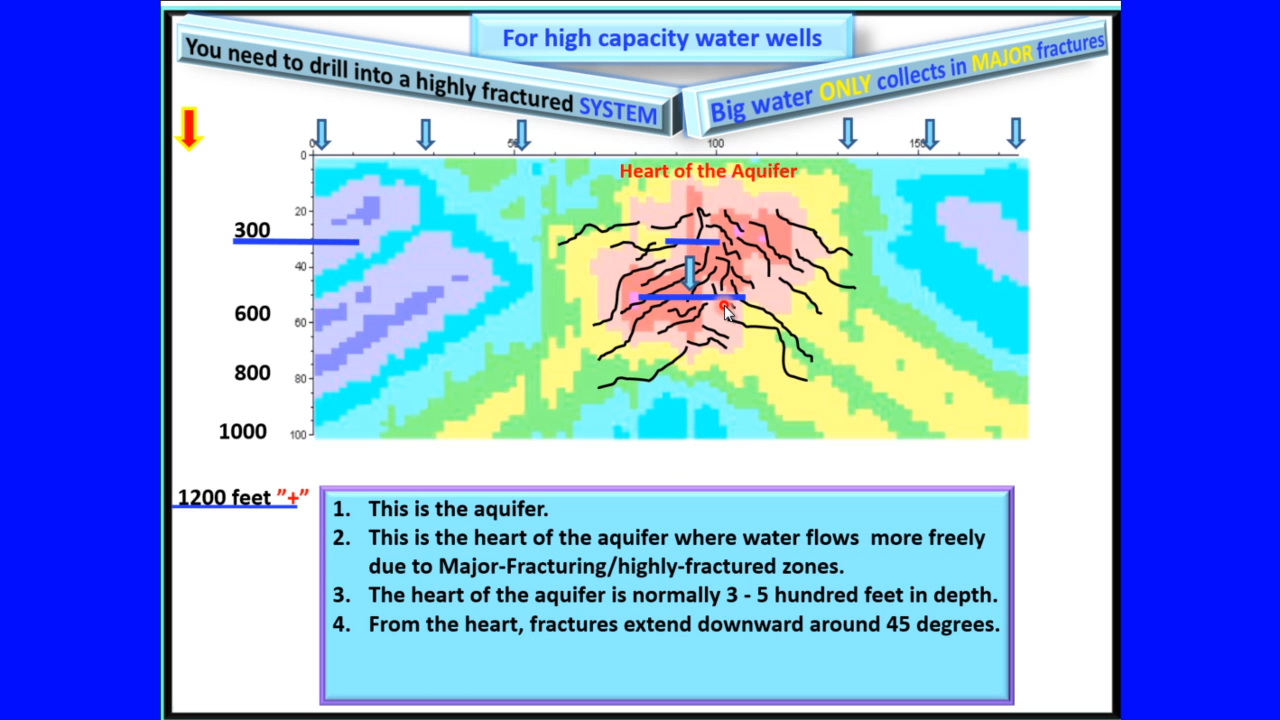 For high capacity water wells
You need to drill into a highly fractured SYSTEM
Big water ONLY collects in MAJOR fractures
0 50 100 150
Heart of the Aquifer
0
20
300
40
600
60
800
80
1000
100
1200 feet ”+”
1. This is the aquifer.
2. This is the heart of the aquifer where water flows more freely
due to Major-Fracturing/highly-fractured zones.
3. The heart of the aquifer is normally 3 - 5 hundred feet in depth.
4. From the heart, fractures extend downward around 45 degrees.